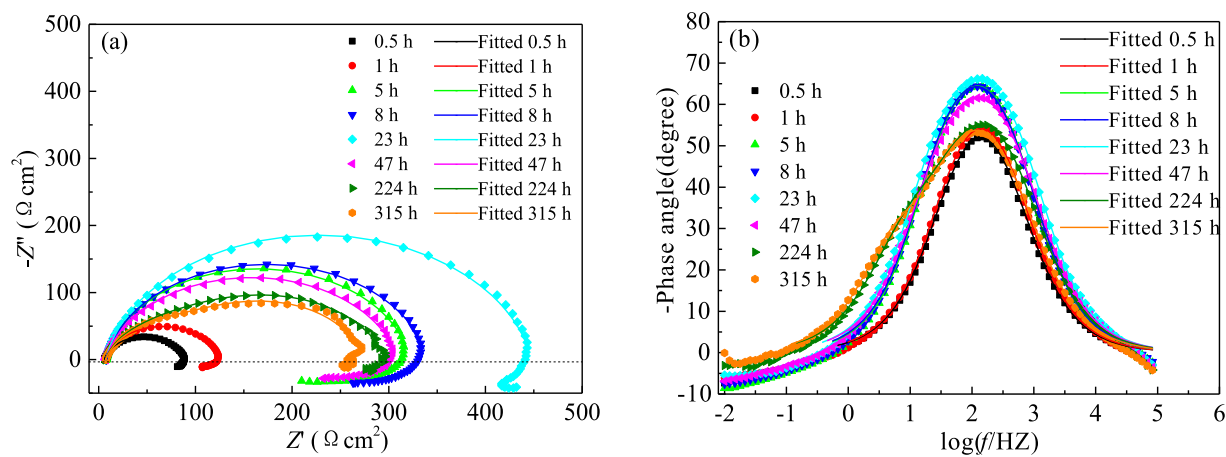 (a)
-Z" (Ω cm²)
500
400
300
200
100
0
0 100 200 300 400 500
Z' (Ω cm²)
0.5 h Fitted 0.5 h
1 h Fitted 1 h
5 h Fitted 5 h
8 h Fitted 8 h
23 h Fitted 23 h
47 h Fitted 47 h
224 h Fitted 224 h
315 h Fitted 315 h
(b)
-Phase angle(degree)
80
70
60
50
40
30
20
10
0
-10
-2 -1 0 1 2 3 4 5 6
log(f/HZ)
0.5 h
1 h
5 h
8 h
23 h
47 h
224 h
315 h
Fitted 0.5 h
Fitted 1 h
Fitted 5 h
Fitted 8 h
Fitted 23 h
Fitted 47 h
Fitted 224 h
Fitted 315 h